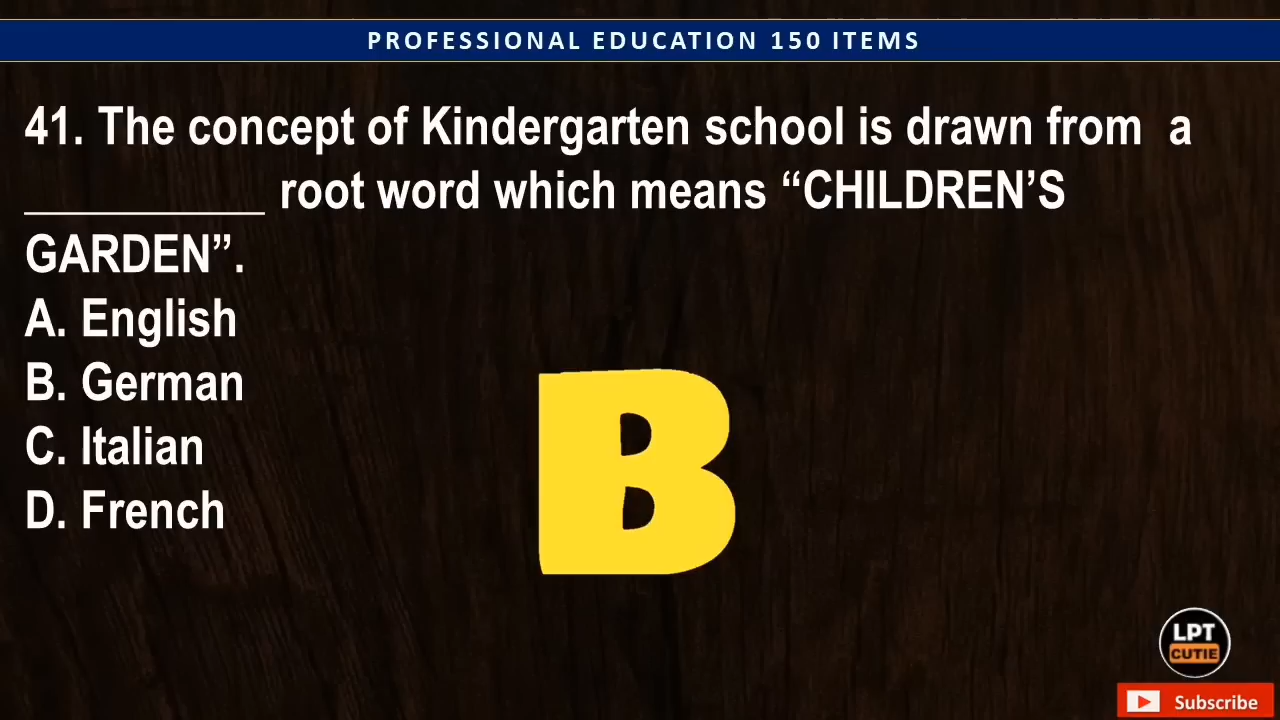 PROFESSIONAL EDUCATION 150 ITEMS
41. The concept of Kindergarten school is drawn from a
__________ root word which means “CHILDREN’S
GARDEN”.
A. English
B. German
C. Italian
D. French
B
LPT
CUTIE
Subscribe